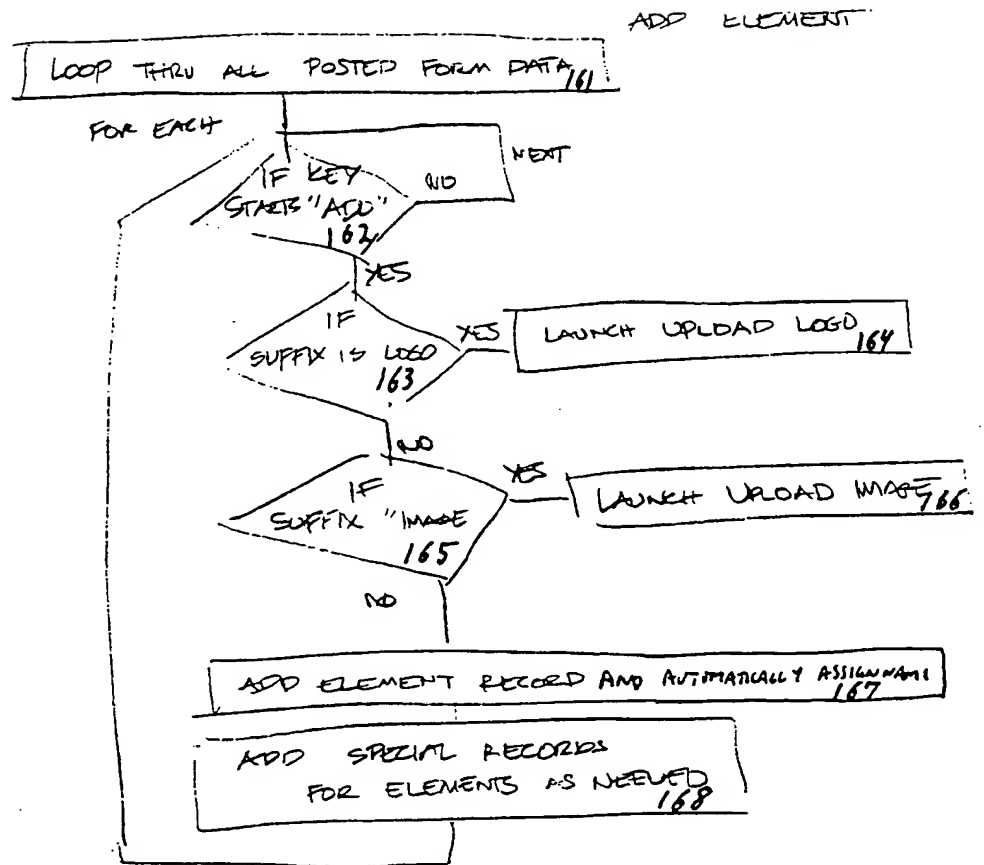 ADD ELEMENT
LOOP THRU ALL POSTED FORM DATA 161
FOR EACH
NEXT
IF KEY
NO
STARTS "ADD"
162
YES
IF
SUFFIX IS LOGO
163
YES
LAUNCH UPLOAD LOGO 164
NO
IF
SUFFIX "IMAGE
165
YES
LAUNCH UPLOAD IMAGE 166
NO
ADD ELEMENT RECORD AND AUTOMATICALLY ASSIGN NAME
167
ADD SPECIAL RECORDS
FOR ELEMENTS AS NEEDED
168